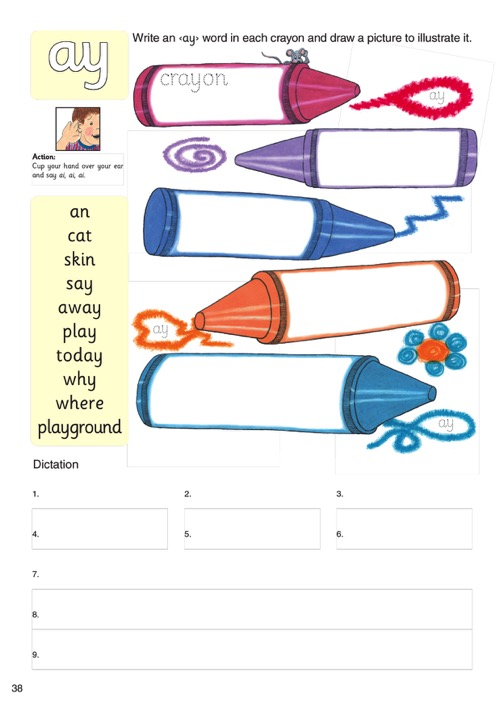 ay
Write an ‹ay› word in each crayon and draw a picture to illustrate it.
crayon
ay
Action:
Cup your hand over your ear
and say ai, ai, ai.
an
cat
skin
say
away
play
today
why
where
playground
ay
ay
Dictation
1. 2. 3.
4. 5. 6.
7.
8.
9.
38